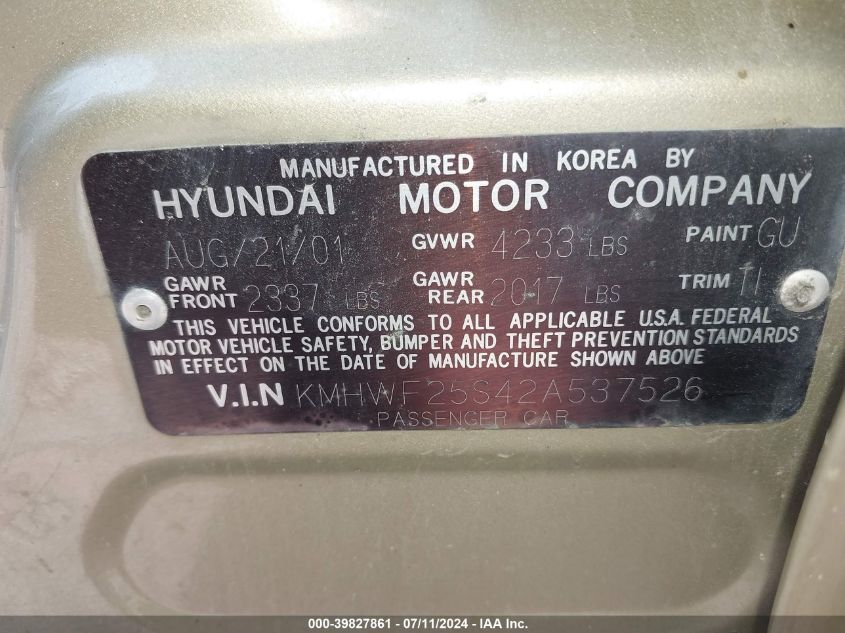 MANUFACTURED IN KOREA BY
HYUNDAI MOTOR COMPANY
AUG/21/01 GVWR 4233 LBS PAINT GU
GAWR FRONT 2337 LBS GAWR REAR 2017 LBS TRIM TI
THIS VEHICLE CONFORMS TO ALL APPLICABLE U.S.A. FEDERAL
MOTOR VEHICLE SAFETY, BUMPER AND THEFT PREVENTION STANDARDS
IN EFFECT ON THE DATE OF MANUFACTURE SHOWN ABOVE
V.I.N KMHWF25S42A537526
PASSENGER CAR
000-39827861 - 07/11/2024 - IAA Inc.